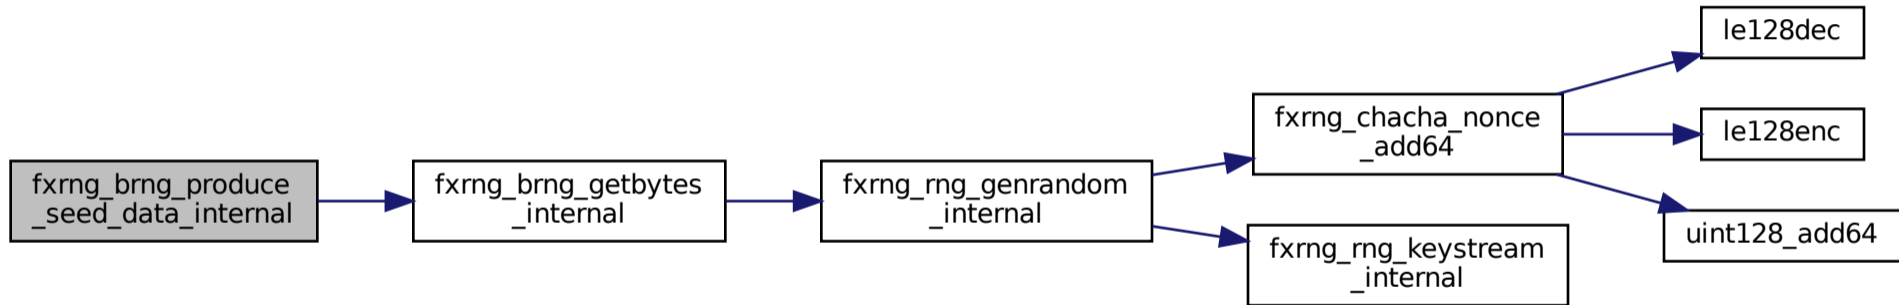 fxrng_brng_produce
_seed_data_internal
fxrng_brng_getbytes
_internal
fxrng_rng_genrandom
_internal
fxrng_chacha_nonce
_add64
fxrng_rng_keystream
_internal
le128dec
le128enc
uint128_add64